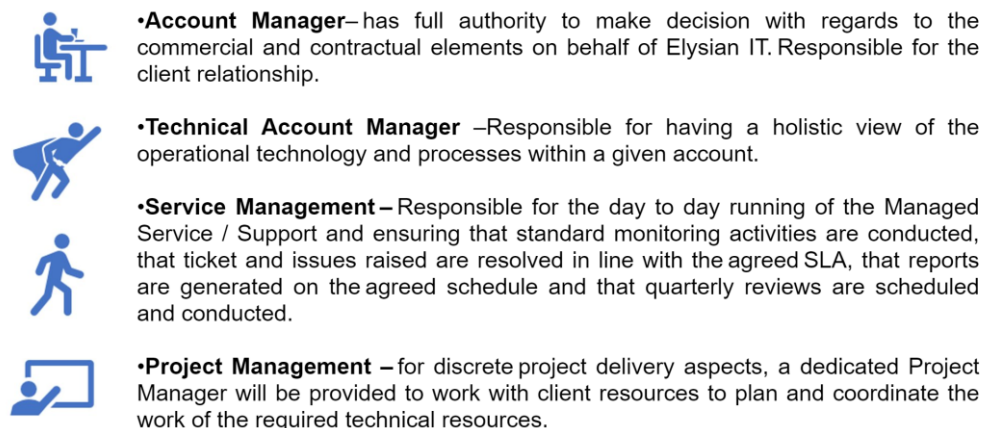 •Account Manager– has full authority to make decision with regards to the
commercial and contractual elements on behalf of Elysian IT. Responsible for the
client relationship.
•Technical Account Manager –Responsible for having a holistic view of the
operational technology and processes within a given account.
•Service Management – Responsible for the day to day running of the Managed
Service / Support and ensuring that standard monitoring activities are conducted,
that ticket and issues raised are resolved in line with the agreed SLA, that reports
are generated on the agreed schedule and that quarterly reviews are scheduled
and conducted.
•Project Management – for discrete project delivery aspects, a dedicated Project
Manager will be provided to work with client resources to plan and coordinate the
work of the required technical resources.